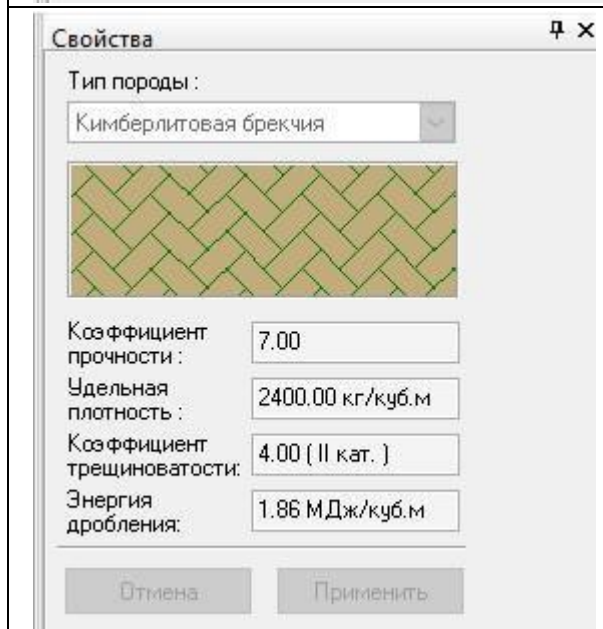 Свойства
Тип породы :
Кимберлитовая брекчия
Коэффициент
прочности :
7.00
Удельная
плотность :
2400.00 кг/куб.м
Коэффициент
трещиноватости:
4.00 ( II кат. )
Энергия
дробления:
1.86 МДж/куб.м
Отмена
Применить